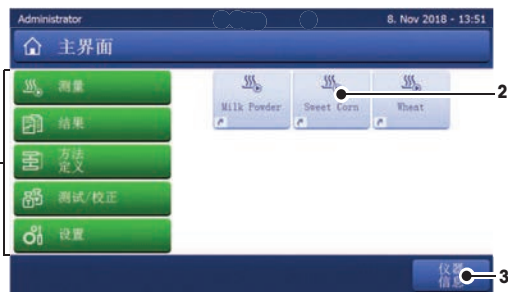 Administrator
8. Nov 2018 - 13:51
主界面
测量
Milk Powder
Sweet Corn
Wheat
2
结果
方法
定义
测试/校正
设置
仪器
信息
3